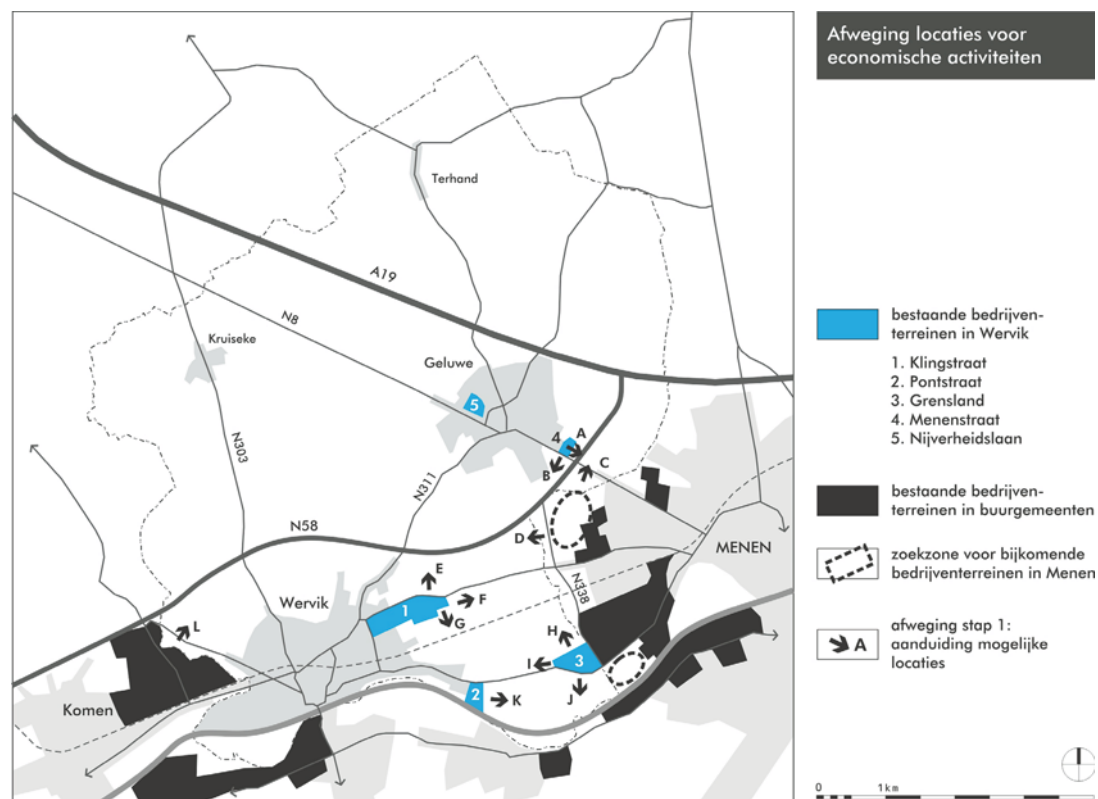 Afweging locaties voor
economische activiteiten
Terhand
A19
N8
Kruiseke
Geluwe
5
4
A
B
C
N303
N311
N58
D
MENEN
E
Wervik
1
F
G
N338
H
L
I
3
2
K
J
Komen
bestaande bedrijven-
terreinen in Wervik
1. Klingstraat
2. Pontstraat
3. Grensland
4. Menenstraat
5. Nijverheidslaan
bestaande bedrijven-
terreinen in buurgemeenten
zoekzone voor bijkomende
bedrijventerreinen in Menen
afweging stap 1:
aanduiding mogelijke
locaties
A
0 1km